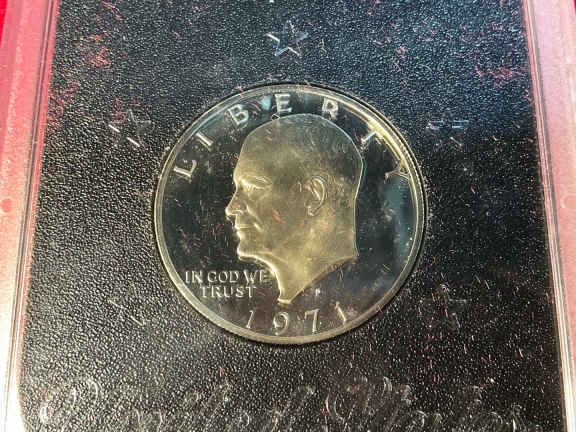 LIBERTY
IN GOD WE
TRUST
1971